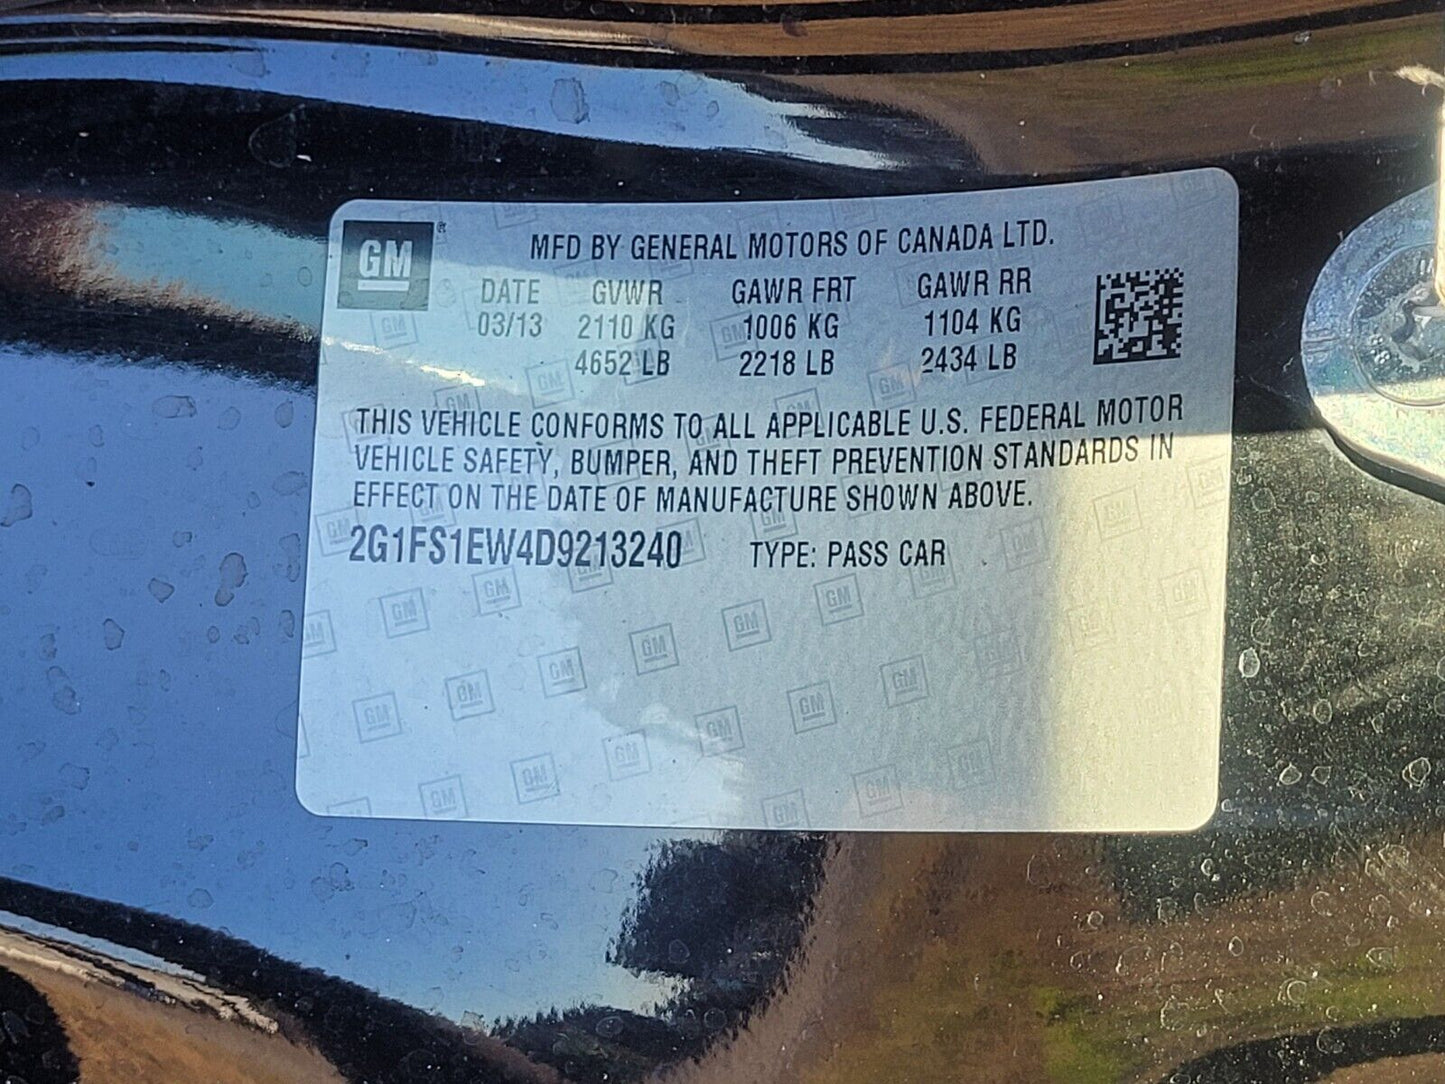 GM
MFD BY GENERAL MOTORS OF CANADA LTD.
DATE GVWR GAWR FRT GAWR RR
03/13 2110 KG 1006 KG 1104 KG
4652 LB 2218 LB 2434 LB
THIS VEHICLE CONFORMS TO ALL APPLICABLE U.S. FEDERAL MOTOR
VEHICLE SAFETY, BUMPER, AND THEFT PREVENTION STANDARDS IN
EFFECT ON THE DATE OF MANUFACTURE SHOWN ABOVE.
2G1FS1EW4D9213240 TYPE: PASS CAR